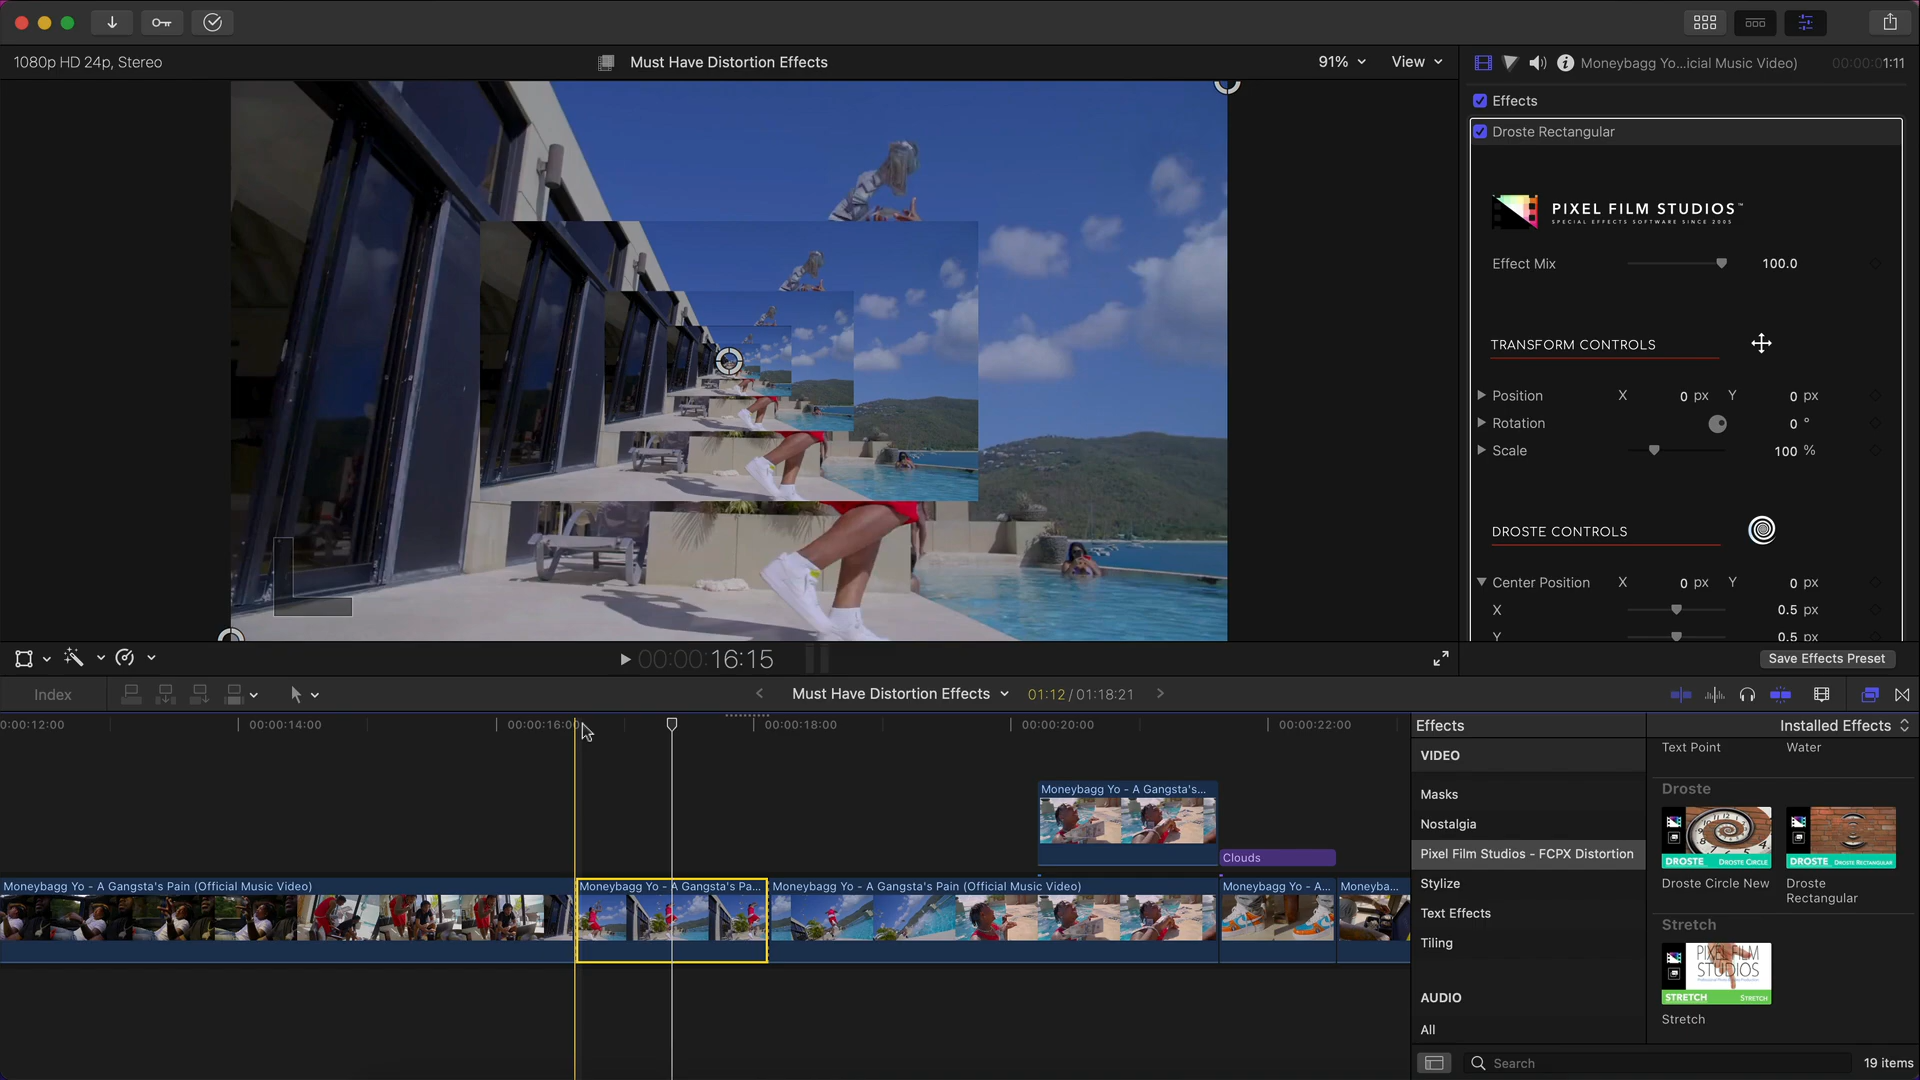 1080p HD 24p, Stereo
Must Have Distortion Effects
91%
View
Moneybagg Yo...icial Music Video)
00:00:01:11
Effects
Droste Rectangular
PIXEL FILM STUDIOS™
SPECIAL EFFECTS SOFTWARE SINCE 2005
Effect Mix
100.0
TRANSFORM CONTROLS
Position X 0 px Y 0 px
Rotation 0 °
Scale 100 %
DROSTE CONTROLS
Center Position X 0 px Y 0 px
X 0.5 px
Y 0.5 px
00:00:16:15
Save Effects Preset
Index
Must Have Distortion Effects
01:12 / 01:18:21
0:00:12:00
00:00:14:00
00:00:16:00
00:00:18:00
00:00:20:00
00:00:22:00
Moneybagg Yo - A Gangsta's...
Clouds
Moneybagg Yo - A Gangsta's Pain (Official Music Video)
Moneybagg Yo - A Gangsta's Pa...
Moneybagg Yo - A Gangsta's Pain (Official Music Video)
Moneybagg Yo - A...
Moneyba...
Effects
Installed Effects
VIDEO
Masks
Nostalgia
Pixel Film Studios - FCPX Distortion
Stylize
Text Effects
Tiling
AUDIO
All
Text Point
Water
Droste
DROSTE DROSTE CIRCLE
DROSTE DROSTE RECTANGULAR
Droste Circle New
Droste
Rectangular
Stretch
PIXEL FILM
STUDIOS
STRETCH STRETCH
Stretch
Search
19 items